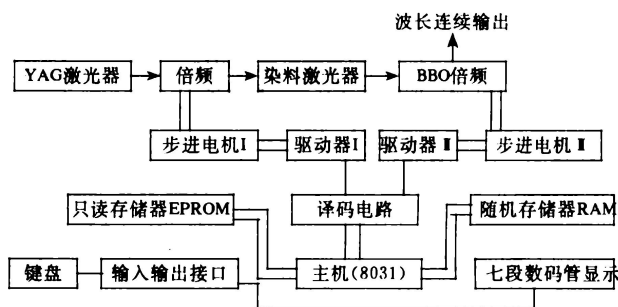 波长连续输出
YAG激光器
倍频
染料激光器
BBO倍频
步进电机Ⅰ
驱动器Ⅰ
驱动器Ⅱ
步进电机Ⅱ
只读存储器EPROM
译码电路
随机存储器RAM
键盘
输入输出接口
主机(8031)
七段数码管显示